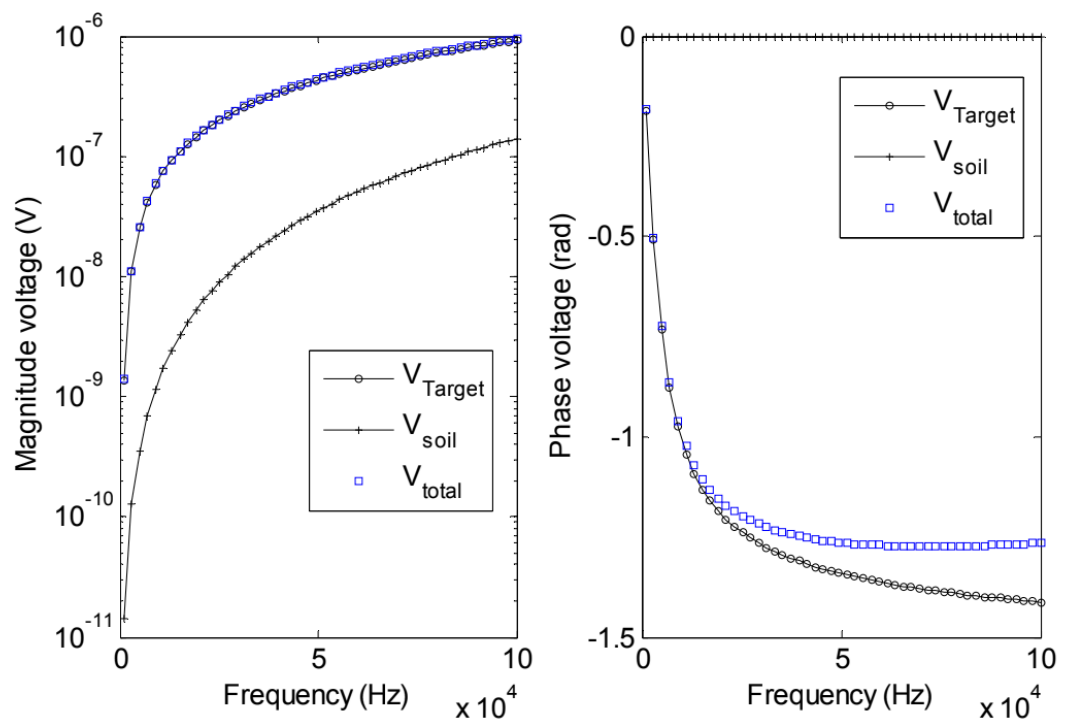 10^-6
10^-7
10^-8
10^-9
10^-10
10^-11
Magnitude voltage (V)
V_Target
V_soil
V_total
0
5
10
Frequency (Hz)
x 10^4
0
-0.5
-1
-1.5
Phase voltage (rad)
V_Target
V_soil
V_total
0
5
10
Frequency (Hz)
x 10^4